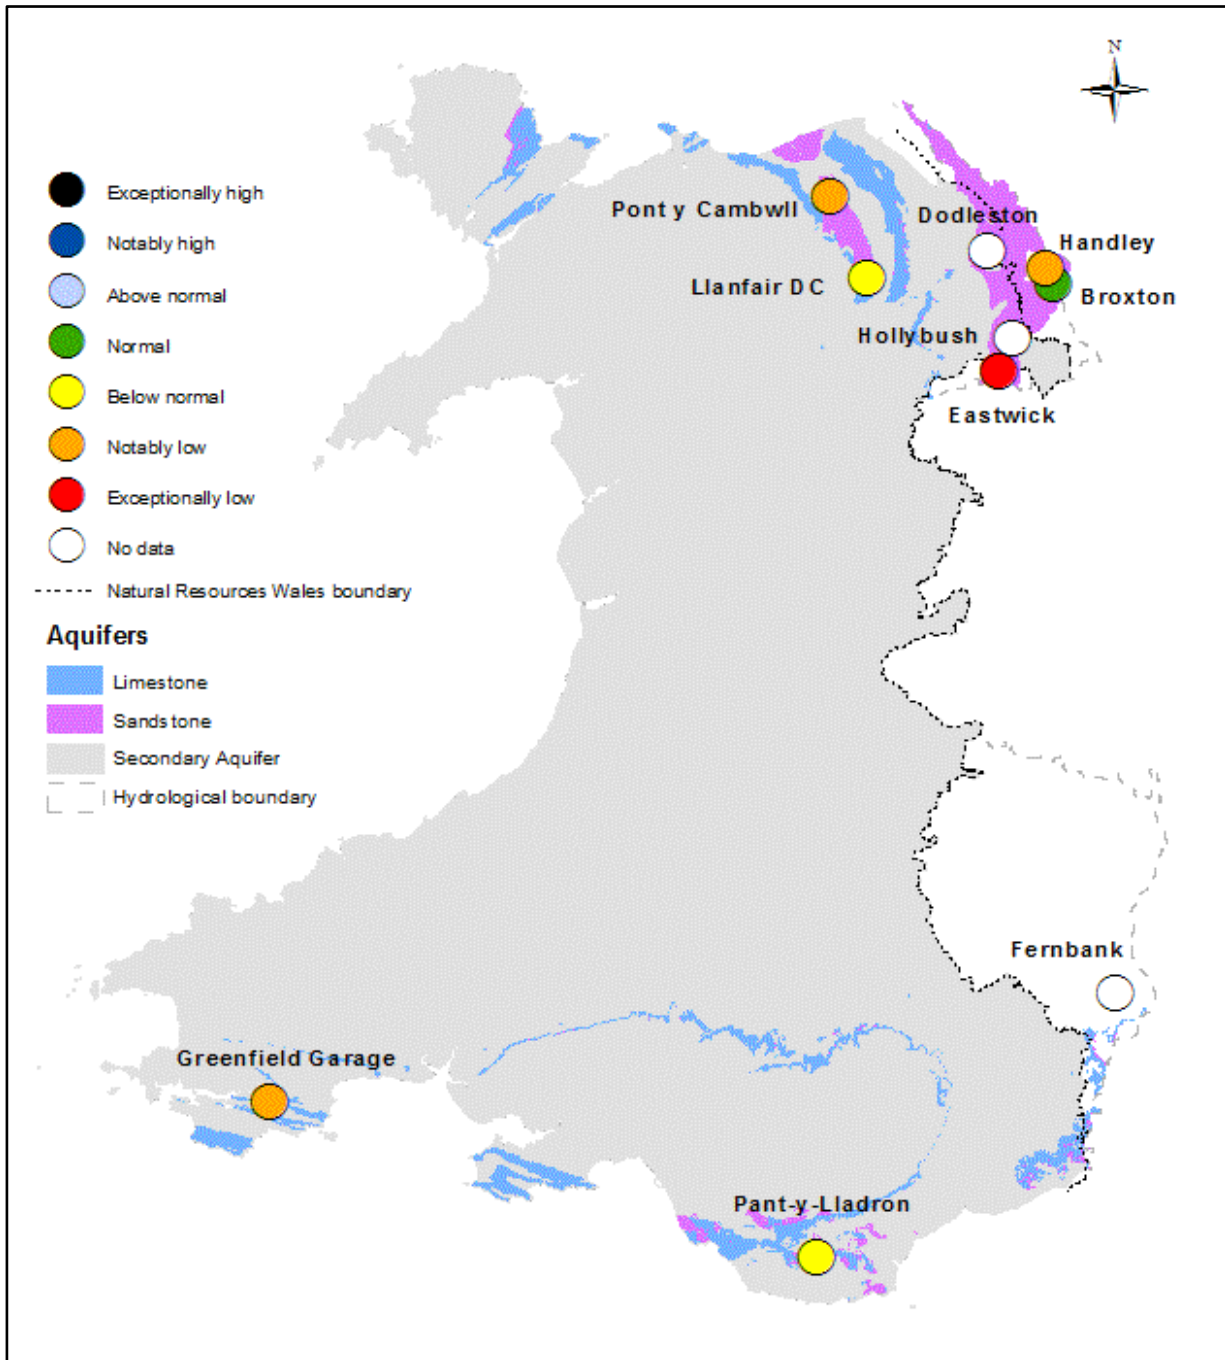 N
Exceptionally high
Notably high
Above normal
Normal
Below normal
Notably low
Exceptionally low
No data
Natural Resources Wales boundary
Aquifers
Limestone
Sandstone
Secondary Aquifer
Hydrological boundary
Pont y Cambwll
Dodleston
Handley
Llanfair DC
Broxton
Hollybush
Eastwick
Fernbank
Greenfield Garage
Pant-y-Lladron